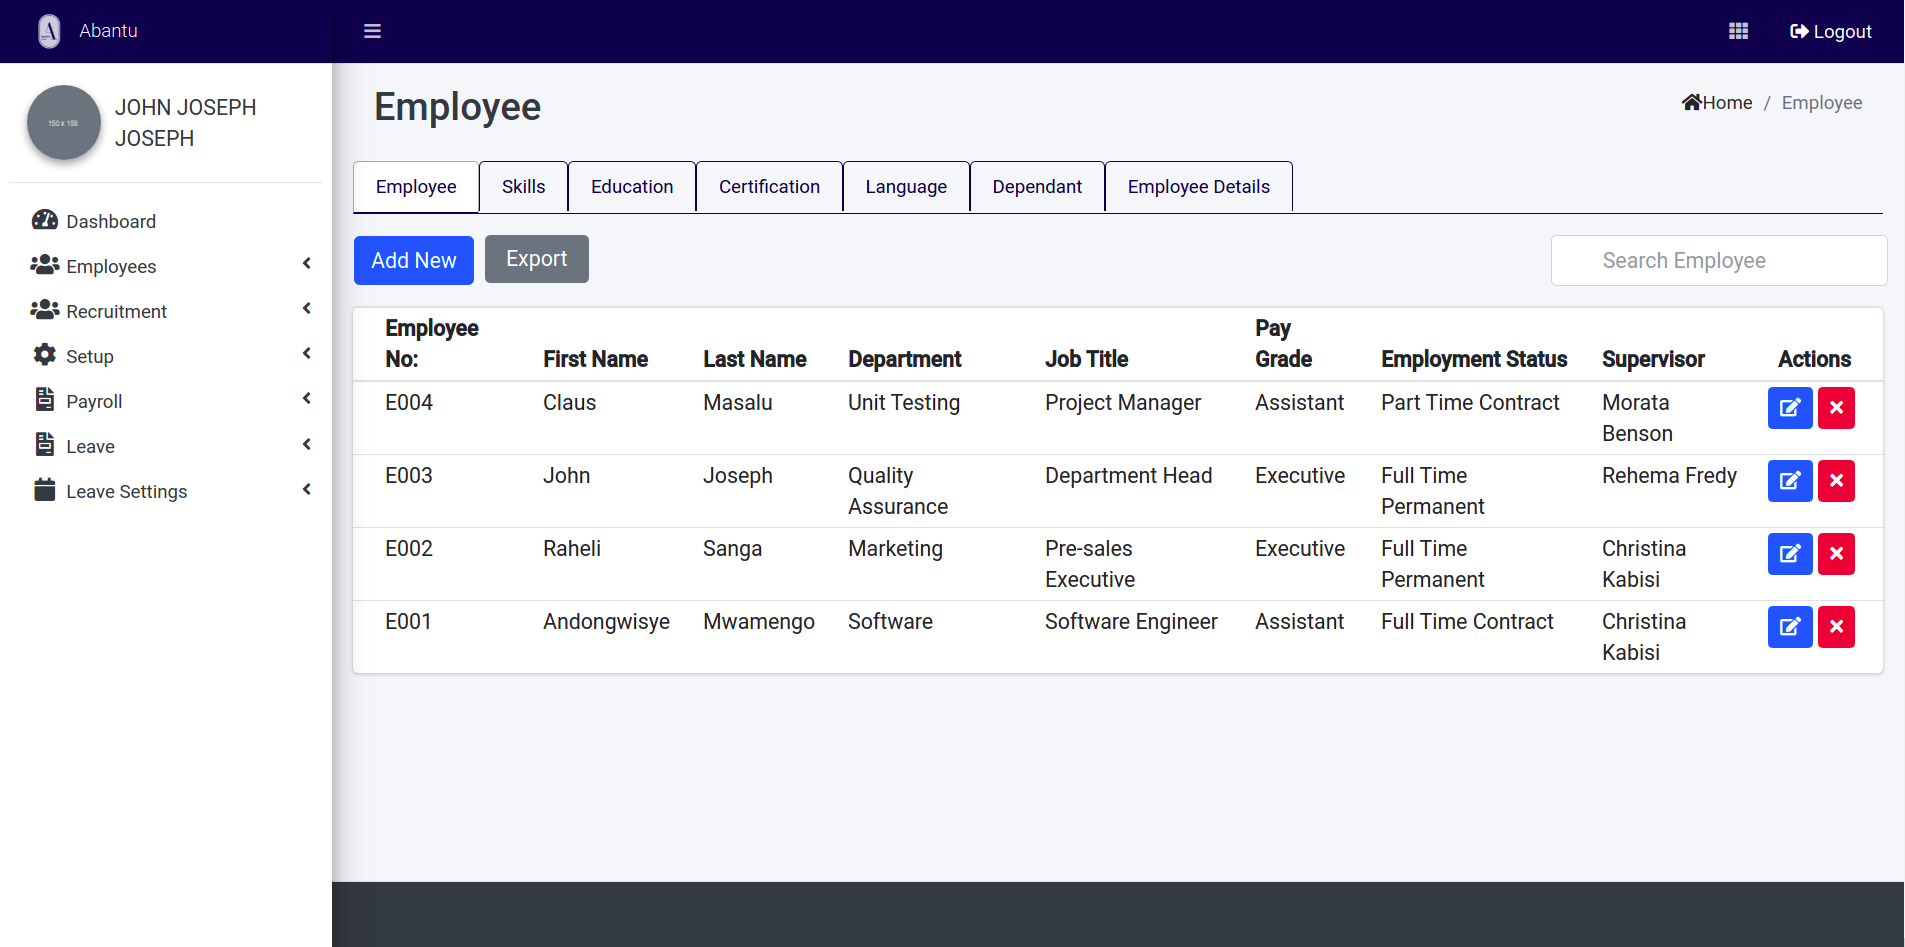 Abantu
Logout
150 x 150
JOHN JOSEPH
JOSEPH
Dashboard
Employees
Recruitment
Setup
Payroll
Leave
Leave Settings
Employee
Home / Employee
Employee Skills Education Certification Language Dependant Employee Details
Add New Export Search Employee
Employee No: First Name Last Name Department Job Title Pay Grade Employment Status Supervisor Actions
E004 Claus Masalu Unit Testing Project Manager Assistant Part Time Contract Morata Benson
E003 John Joseph Quality Assurance Department Head Executive Full Time Permanent Rehema Fredy
E002 Raheli Sanga Marketing Pre-sales Executive Executive Full Time Permanent Christina Kabisi
E001 Andongwisye Mwamengo Software Software Engineer Assistant Full Time Contract Christina Kabisi